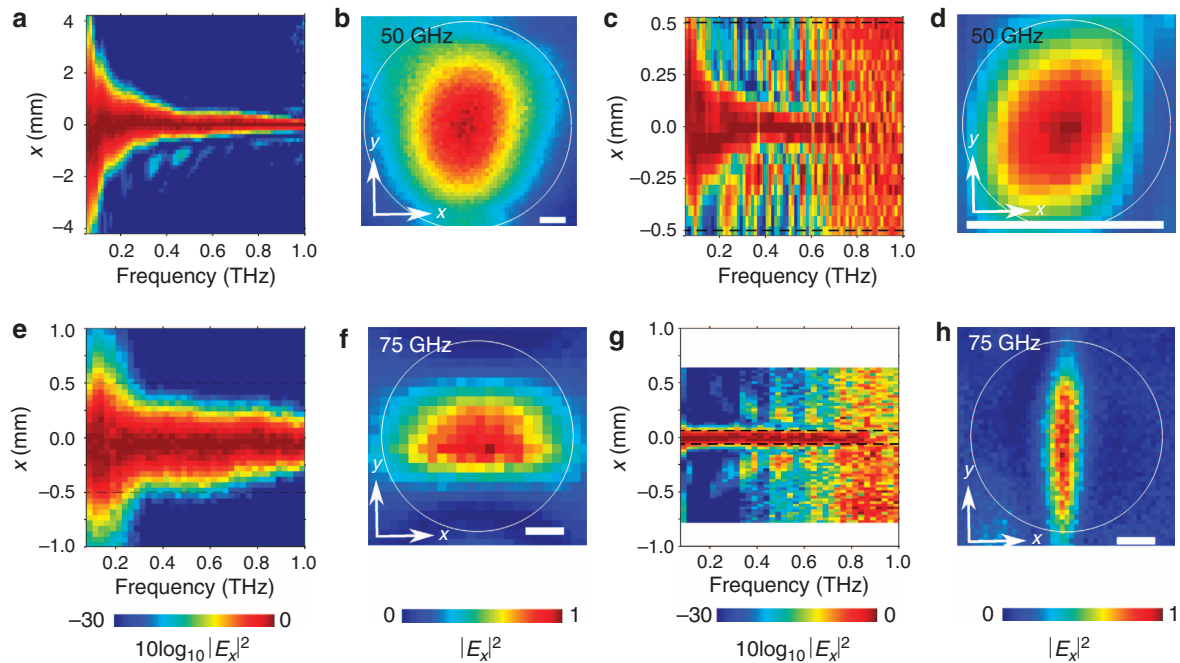 a
4
2
0
−2
−4
x (mm)
0.2 0.4 0.6 0.8 1.0
Frequency (THz)
b
50 GHz
y
x
c
0.5
0.25
0.0
−0.25
−0.5
x (mm)
0.2 0.4 0.6 0.8 1.0
Frequency (THz)
d
50 GHz
y
x
e
1.0
0.5
0.0
−0.5
−1.0
x (mm)
0.2 0.4 0.6 0.8 1.0
Frequency (THz)
f
75 GHz
y
x
g
1.0
0.5
0.0
−0.5
−1.0
x (mm)
0.2 0.4 0.6 0.8 1.0
Frequency (THz)
h
75 GHz
y
x
−30 0
10log₁₀|Eₓ|²
0 1
|Eₓ|²
−30 0
10log₁₀|Eₓ|²
0 1
|Eₓ|²